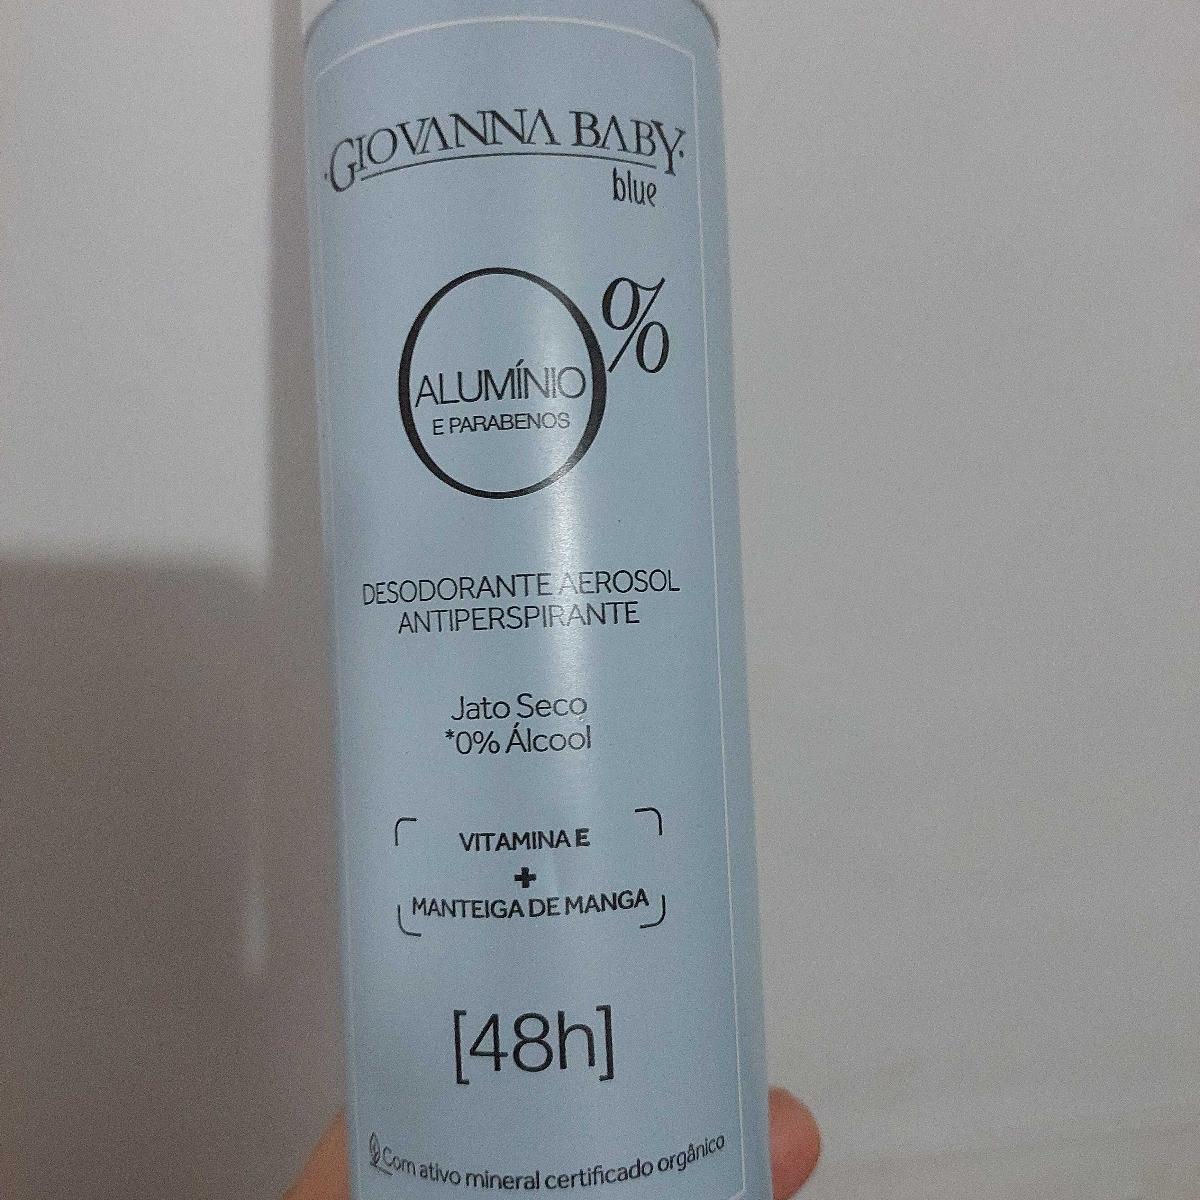 GIOVANNA BABY
blue
0%
ALUMÍNIO
E PARABENOS
DESODORANTE AEROSOL
ANTIPERSPIRANTE
Jato Seco
*0% Álcool
VITAMINA E
+
MANTEIGA DE MANGA
[48h]
Com ativo mineral certificado orgânico